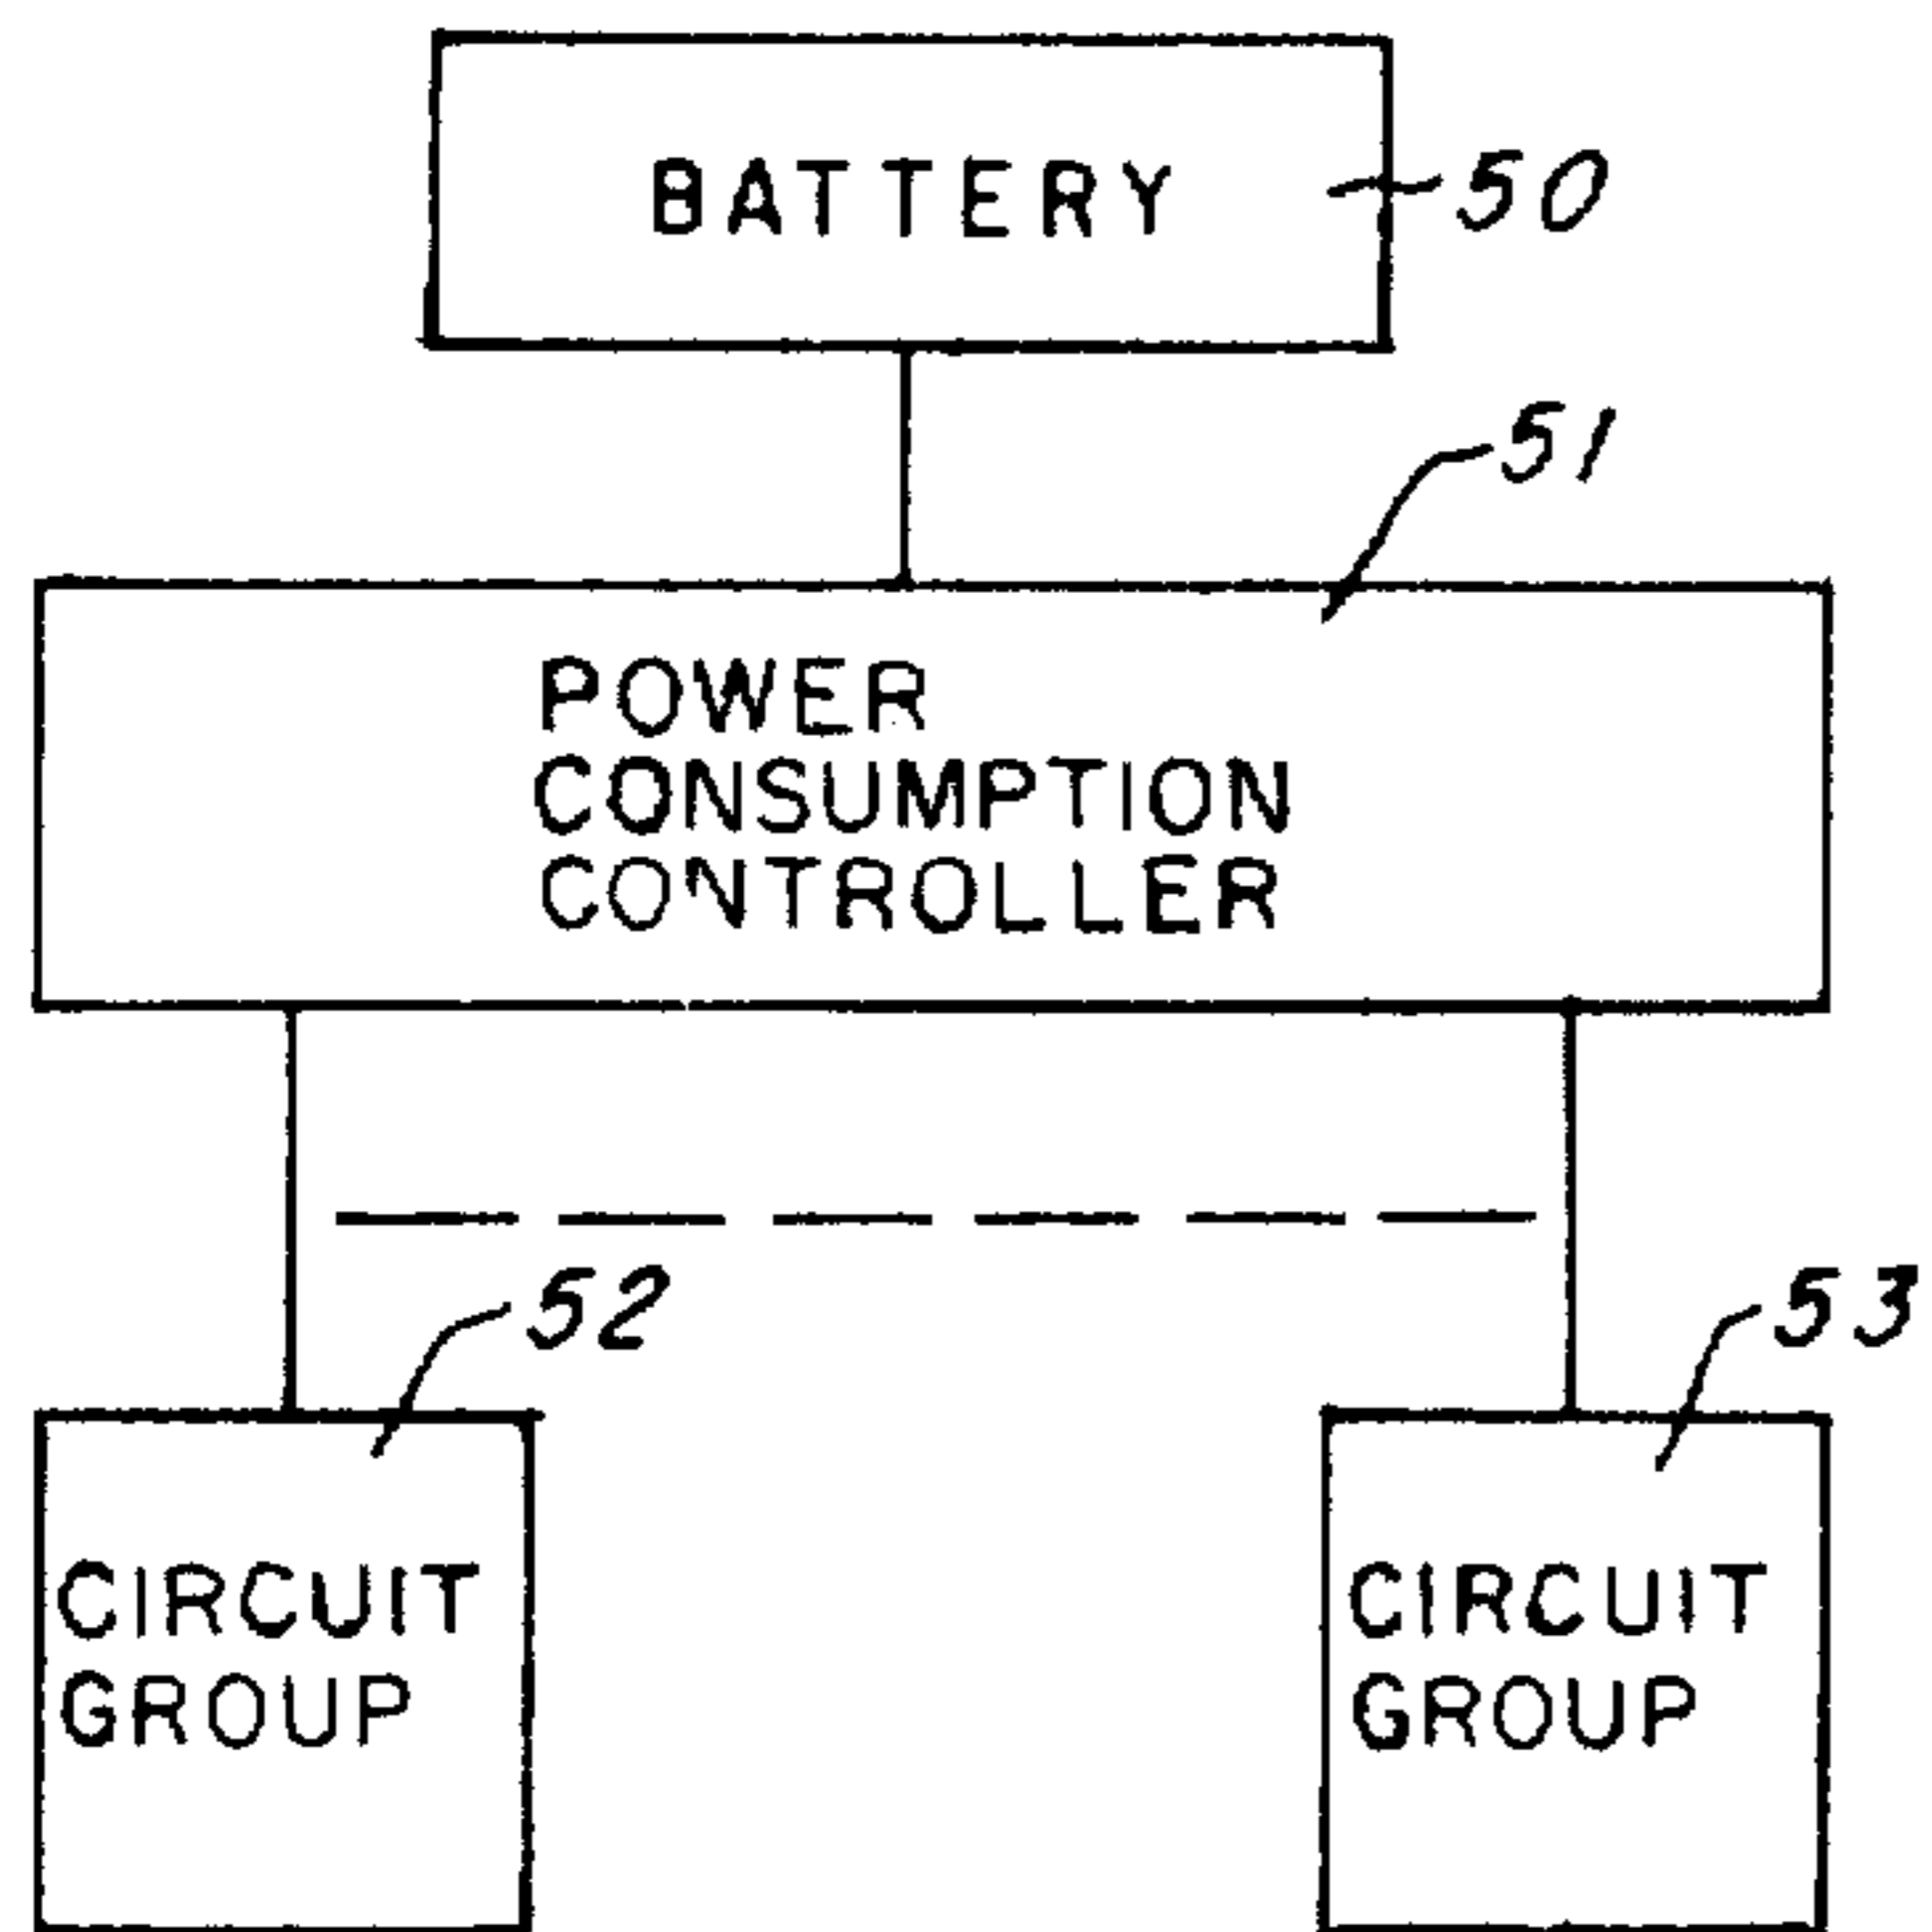 BATTERY
50
51
POWER
CONSUMPTION
CONTROLLER
52
53
CIRCUIT
GROUP
CIRCUIT
GROUP